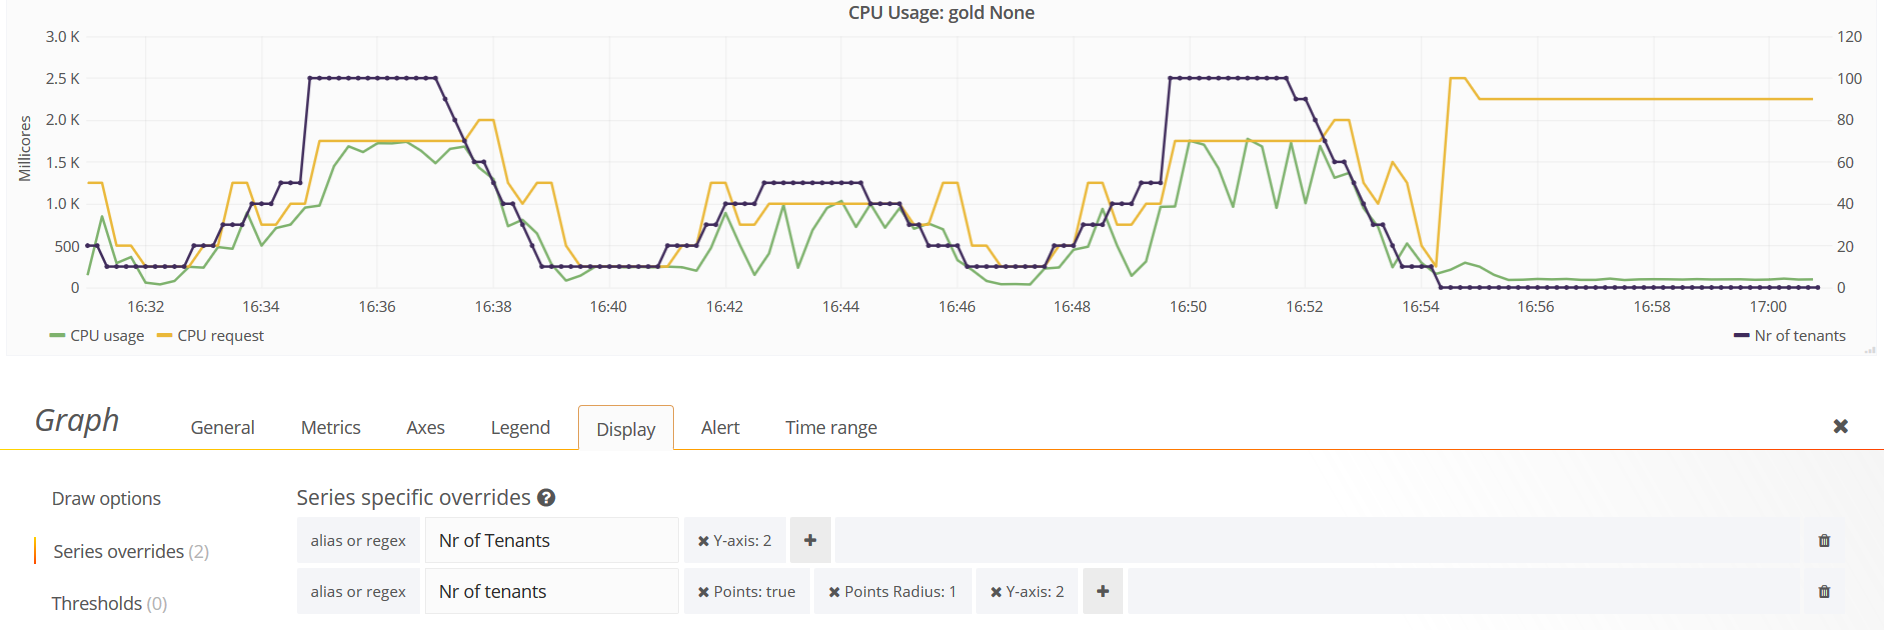 CPU Usage: gold None
3.0 K 120
2.5 K 100
2.0 K 80
1.5 K 60
1.0 K 40
500 20
0 0
Millicores
16:32 16:34 16:36 16:38 16:40 16:42 16:44 16:46 16:48 16:50 16:52 16:54 16:56 16:58 17:00
CPU usage CPU request Nr of tenants
Graph General Metrics Axes Legend Display Alert Time range ✖
Draw options Series specific overrides ?
alias or regex Nr of Tenants ✖ Y-axis: 2 +
Series overrides (2)
alias or regex Nr of tenants ✖ Points: true ✖ Points Radius: 1 ✖ Y-axis: 2 +
Thresholds (0)